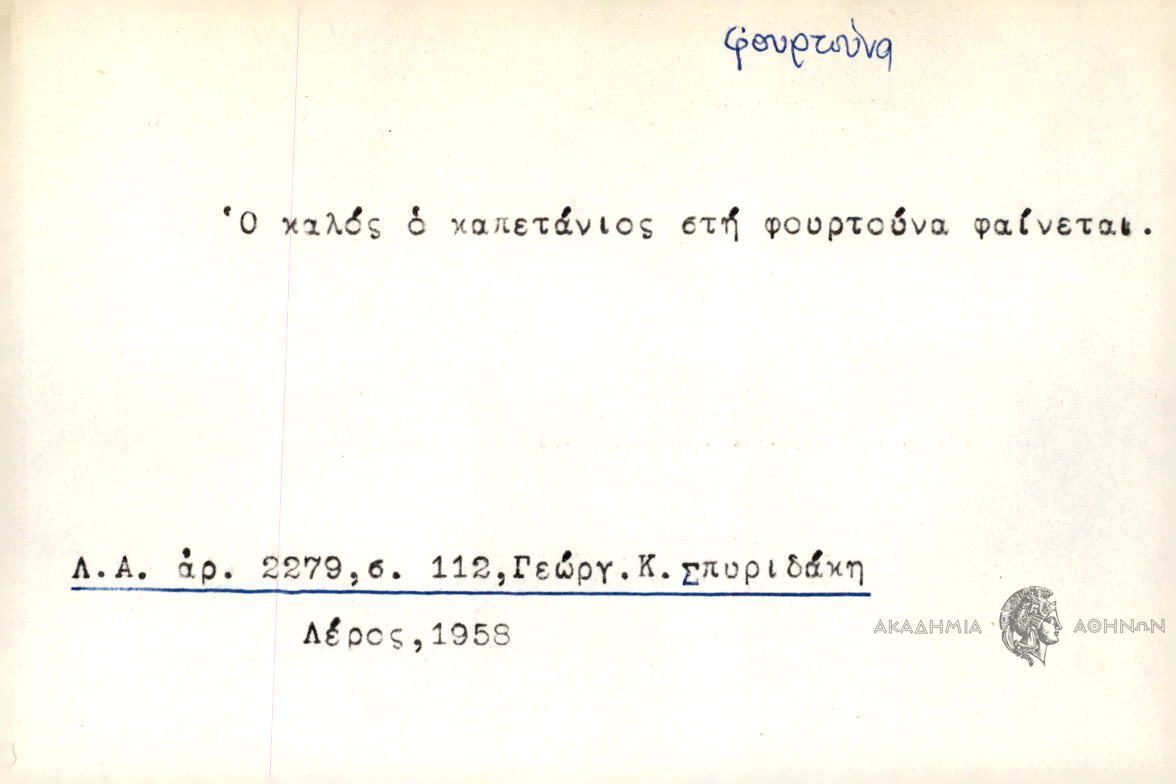 φουρτούνα
Ὁ καλός ὁ καπετάνιος στή φουρτούνα φαίνεται.
Λ.Α. ἀρ. 2279,σ. 112,Γεώργ.Κ.Σπυριδάκη
Λέρος,1958
ΑΚΑΔΗΜΙΑ ΑΘΗΝΩΝ